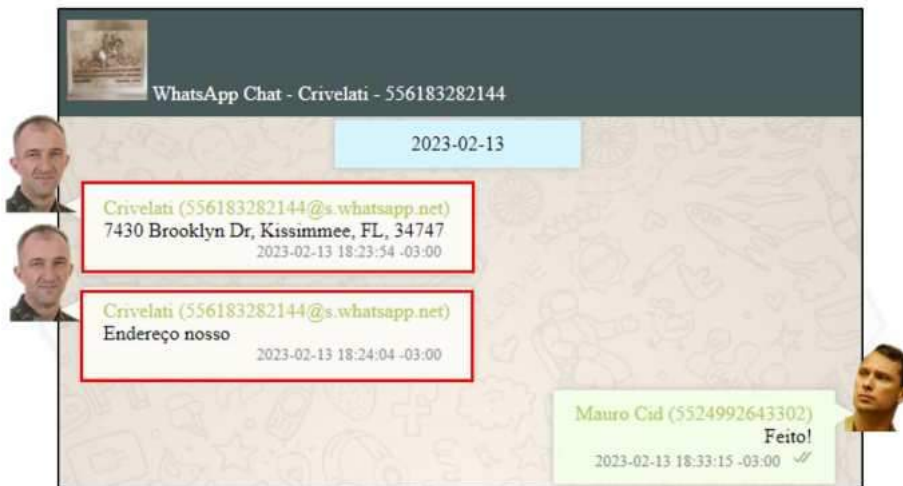 WhatsApp Chat - Crivelati - 556183282144
2023-02-13
Crivelati (556183282144@s.whatsapp.net)
7430 Brooklyn Dr, Kissimmee, FL, 34747
2023-02-13 18:23:54 -03:00
Crivelati (556183282144@s.whatsapp.net)
Endereço nosso
2023-02-13 18:24:04 -03:00
Mauro Cid (5524992643302)
Feito!
2023-02-13 18:33:15 -03:00